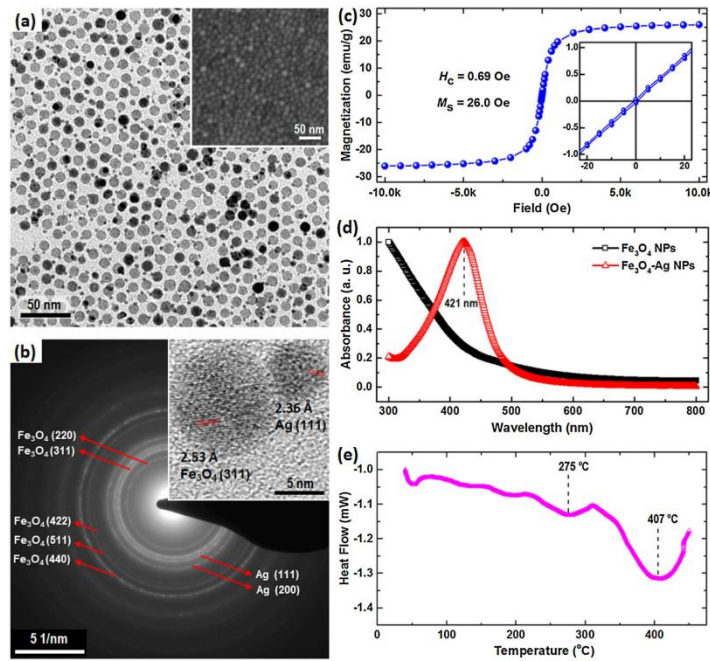 (a)
50 nm
50 nm
(b)
Fe₃O₄ (220)
Fe₃O₄ (311)
Fe₃O₄ (422)
Fe₃O₄ (511)
Fe₃O₄ (440)
Ag (111)
Ag (200)
5 1/nm
2.36 Å
Ag (111)
2.53 Å
Fe₃O₄ (311)
5 nm
(c)
Magnetization (emu/g)
30
20
10
0
-10
-20
-30
H_C = 0.69 Oe
M_S = 26.0 Oe
1.0
0.5
0.0
-0.5
-1.0
-20 0 20
-10.0k -5.0k 0.0 5.0k 10.0k
Field (Oe)
(d)
Absorbance (a. u.)
1.0
0.8
0.6
0.4
0.2
0.0
Fe₃O₄ NPs
Fe₃O₄-Ag NPs
421 nm
300 400 500 600 700 800
Wavelength (nm)
(e)
Heat Flow (mW)
-1.0
-1.1
-1.2
-1.3
-1.4
275 °C
407 °C
0 100 200 300 400
Temperature (°C)